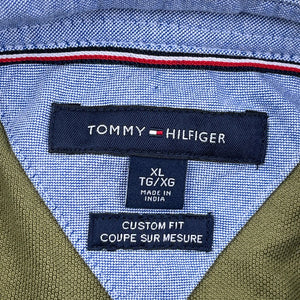 TOMMY HILFIGER
XL
TG/XG
MADE IN
INDIA
CUSTOM FIT
COUPE SUR MESURE